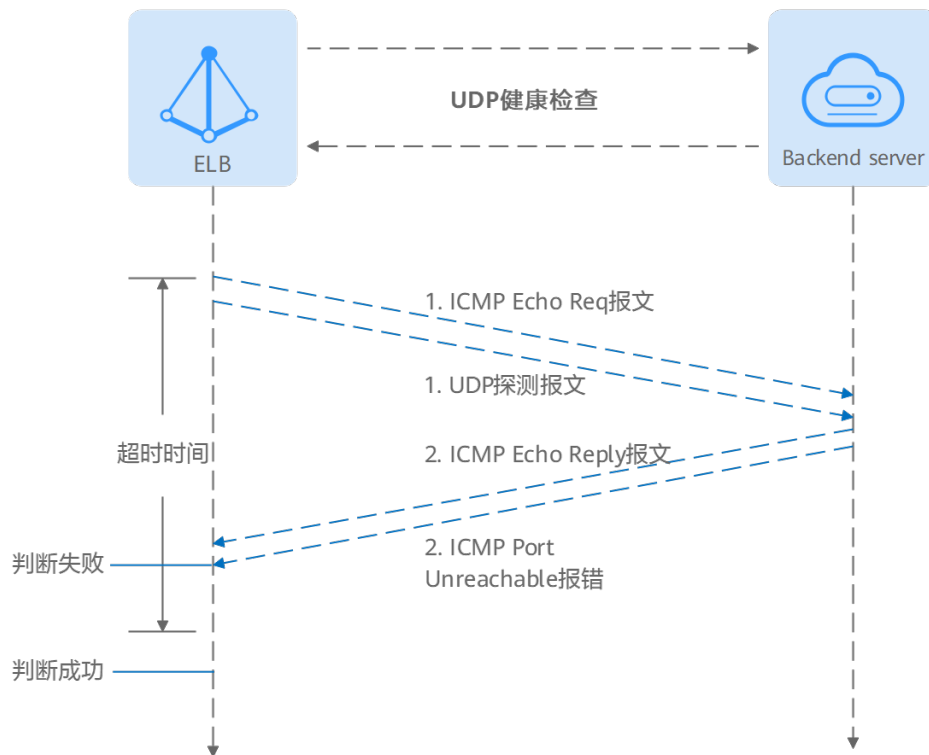 UDP健康检查
ELB
Backend server
1. ICMP Echo Req报文
1. UDP探测报文
超时时间
2. ICMP Echo Reply报文
2. ICMP Port
Unreachable报错
判断失败
判断成功